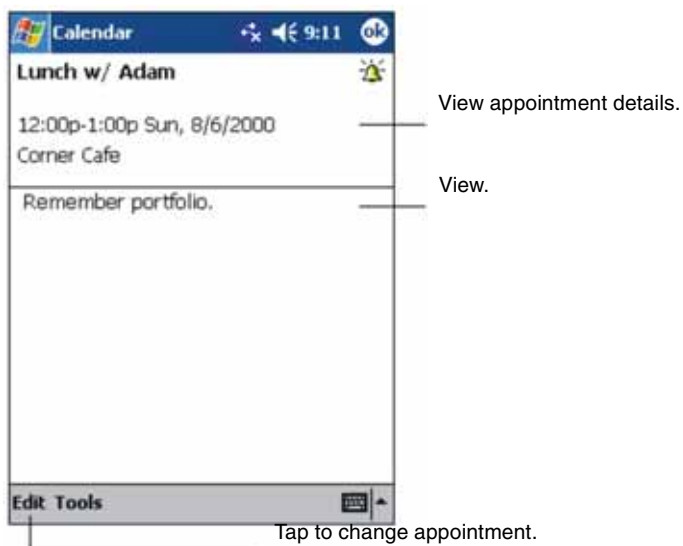 Calendar 9:11 ok
Lunch w/ Adam
View appointment details.
12:00p-1:00p Sun, 8/6/2000
Corner Cafe
View.
Remember portfolio.
Edit Tools
Tap to change appointment.